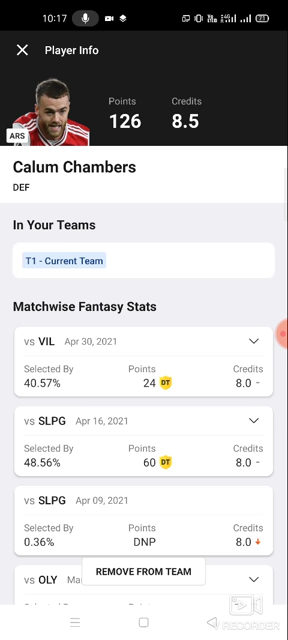 10:17
71
Player Info
Points
Credits
126
8.5
ARS
Calum Chambers
DEF
In Your Teams
T1 - Current Team
Matchwise Fantasy Stats
vs VIL Apr 30, 2021
Selected By Points Credits
40.57% 24 DT 8.0 -
vs SLPG Apr 16, 2021
Selected By Points Credits
48.56% 60 DT 8.0 -
vs SLPG Apr 09, 2021
Selected By Points Credits
0.36% DNP 8.0
REMOVE FROM TEAM
vs OLY
RECORDER